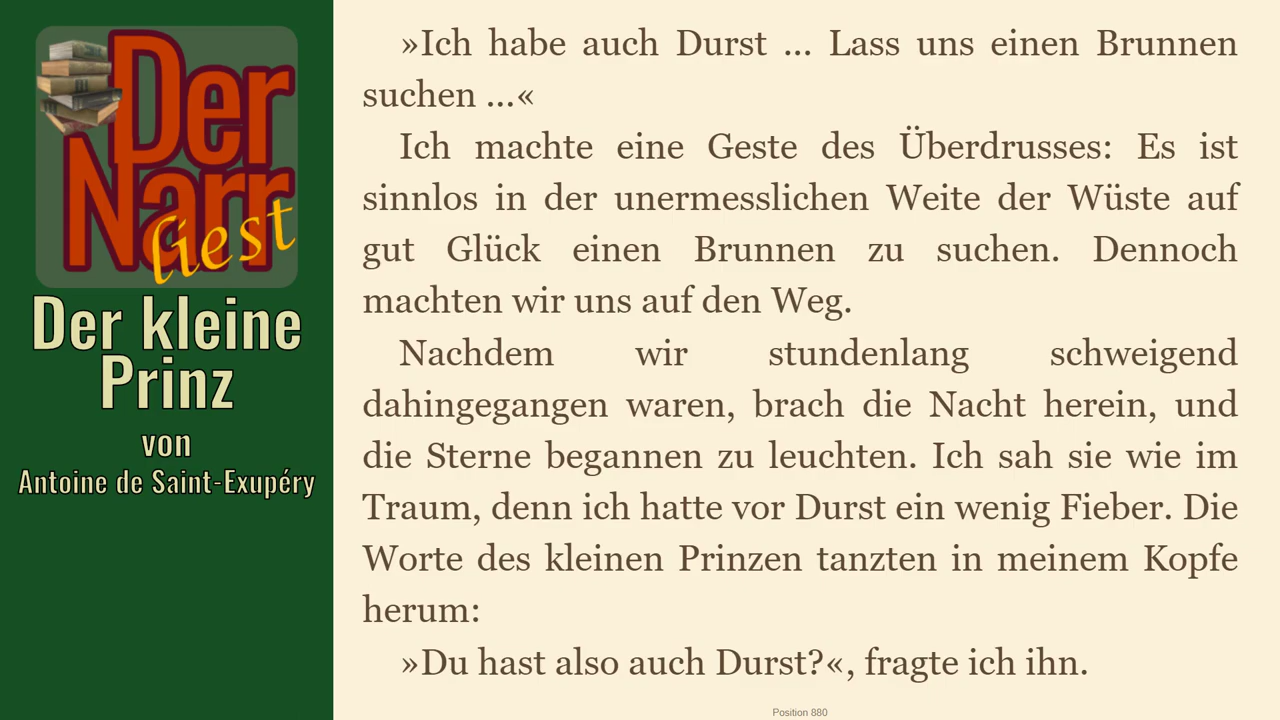 Der
Narr
liest
Der kleine
Prinz
von
Antoine de Saint-Exupéry
»Ich habe auch Durst ... Lass uns einen Brunnen
suchen ...«
Ich machte eine Geste des Überdrusses: Es ist
sinnlos in der unermesslichen Weite der Wüste auf
gut Glück einen Brunnen zu suchen. Dennoch
machten wir uns auf den Weg.
Nachdem wir stundenlang schweigend
dahingegangen waren, brach die Nacht herein, und
die Sterne begannen zu leuchten. Ich sah sie wie im
Traum, denn ich hatte vor Durst ein wenig Fieber. Die
Worte des kleinen Prinzen tanzten in meinem Kopfe
herum:
»Du hast also auch Durst?«, fragte ich ihn.
Position 880